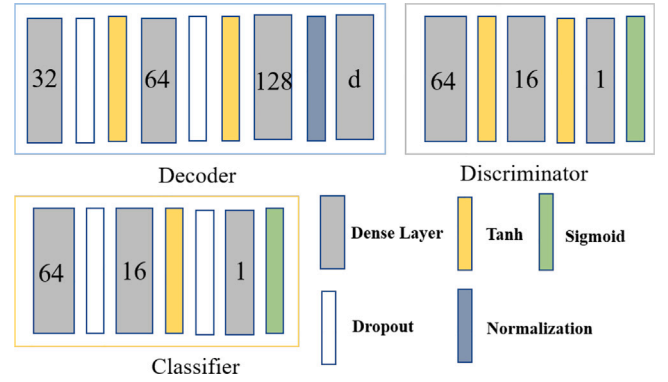 32 64 128 d
Decoder
64 16 1
Discriminator
64 16 1
Classifier
Dense Layer
Tanh
Sigmoid
Dropout
Normalization